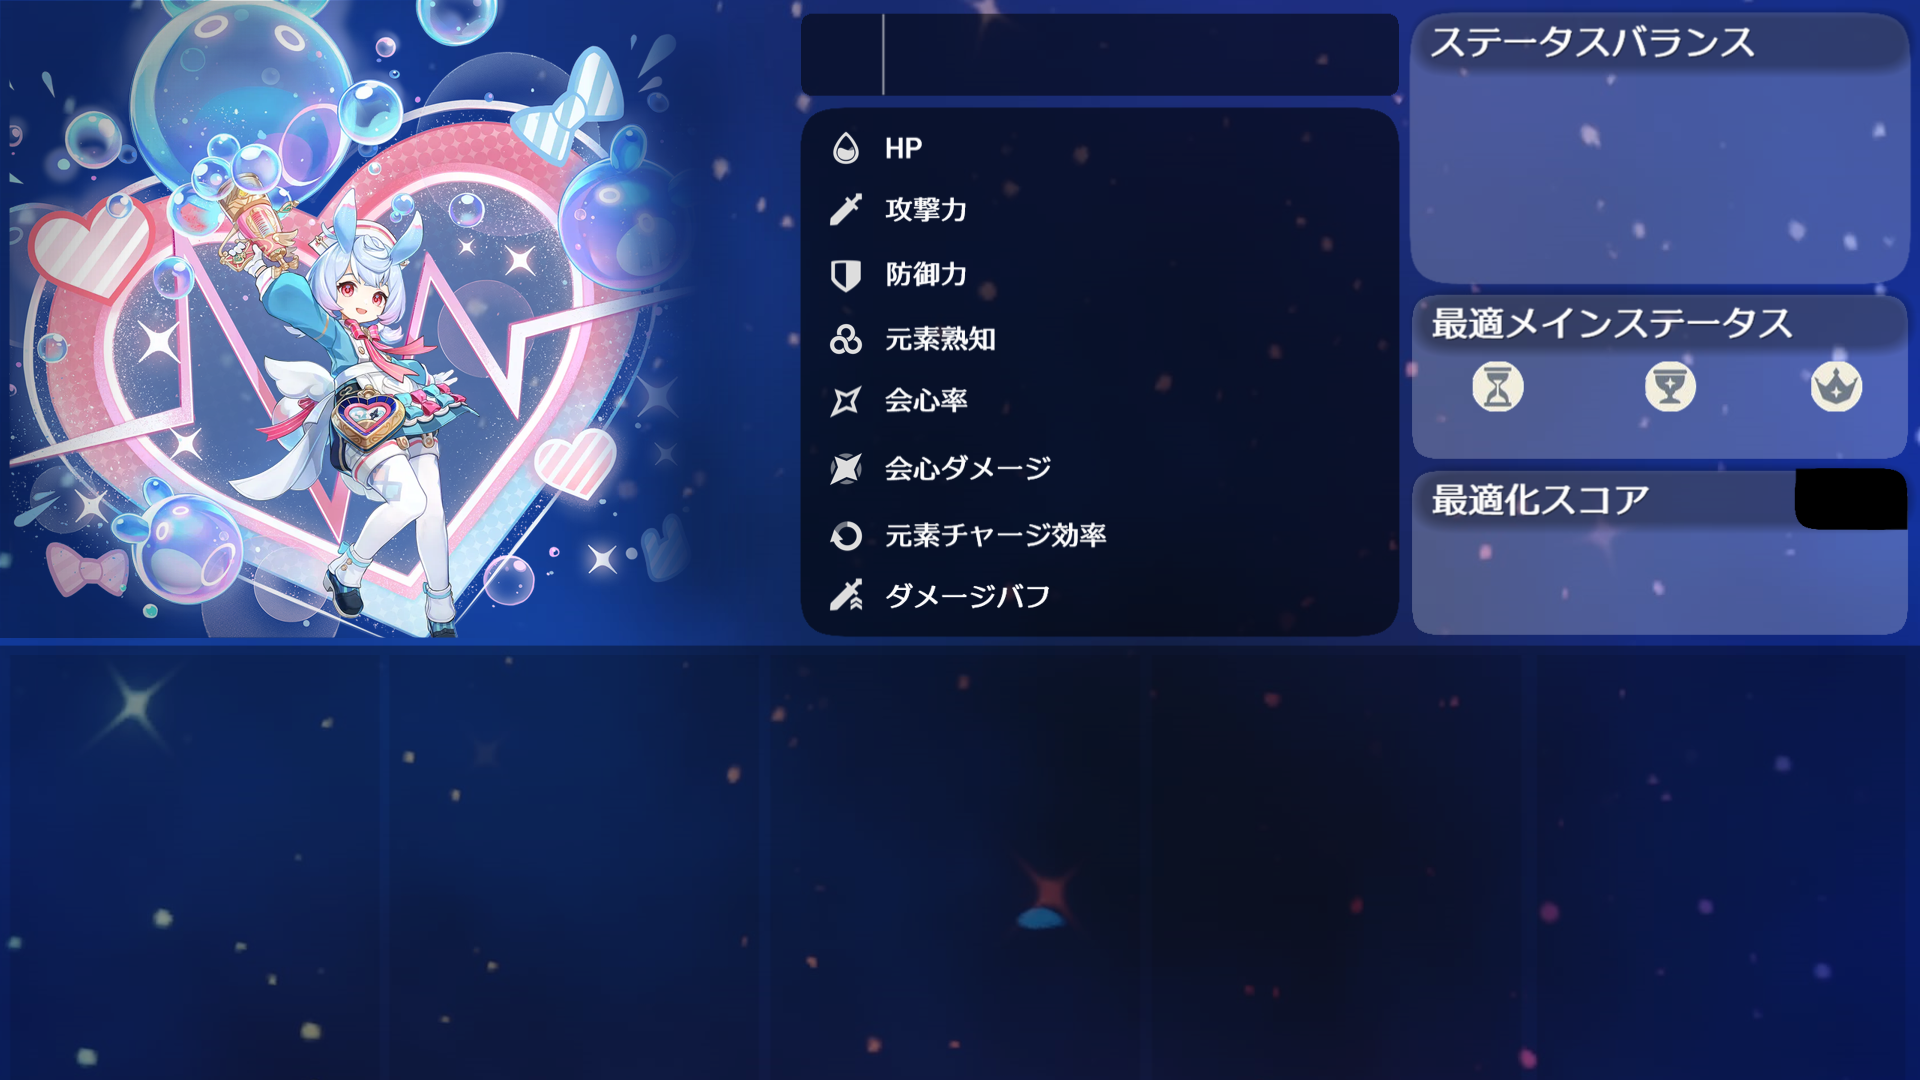 HP
攻撃力
防御力
元素熟知
会心率
会心ダメージ
元素チャージ効率
ダメージバフ
ステータスバランス
最適メインステータス
最適化スコア